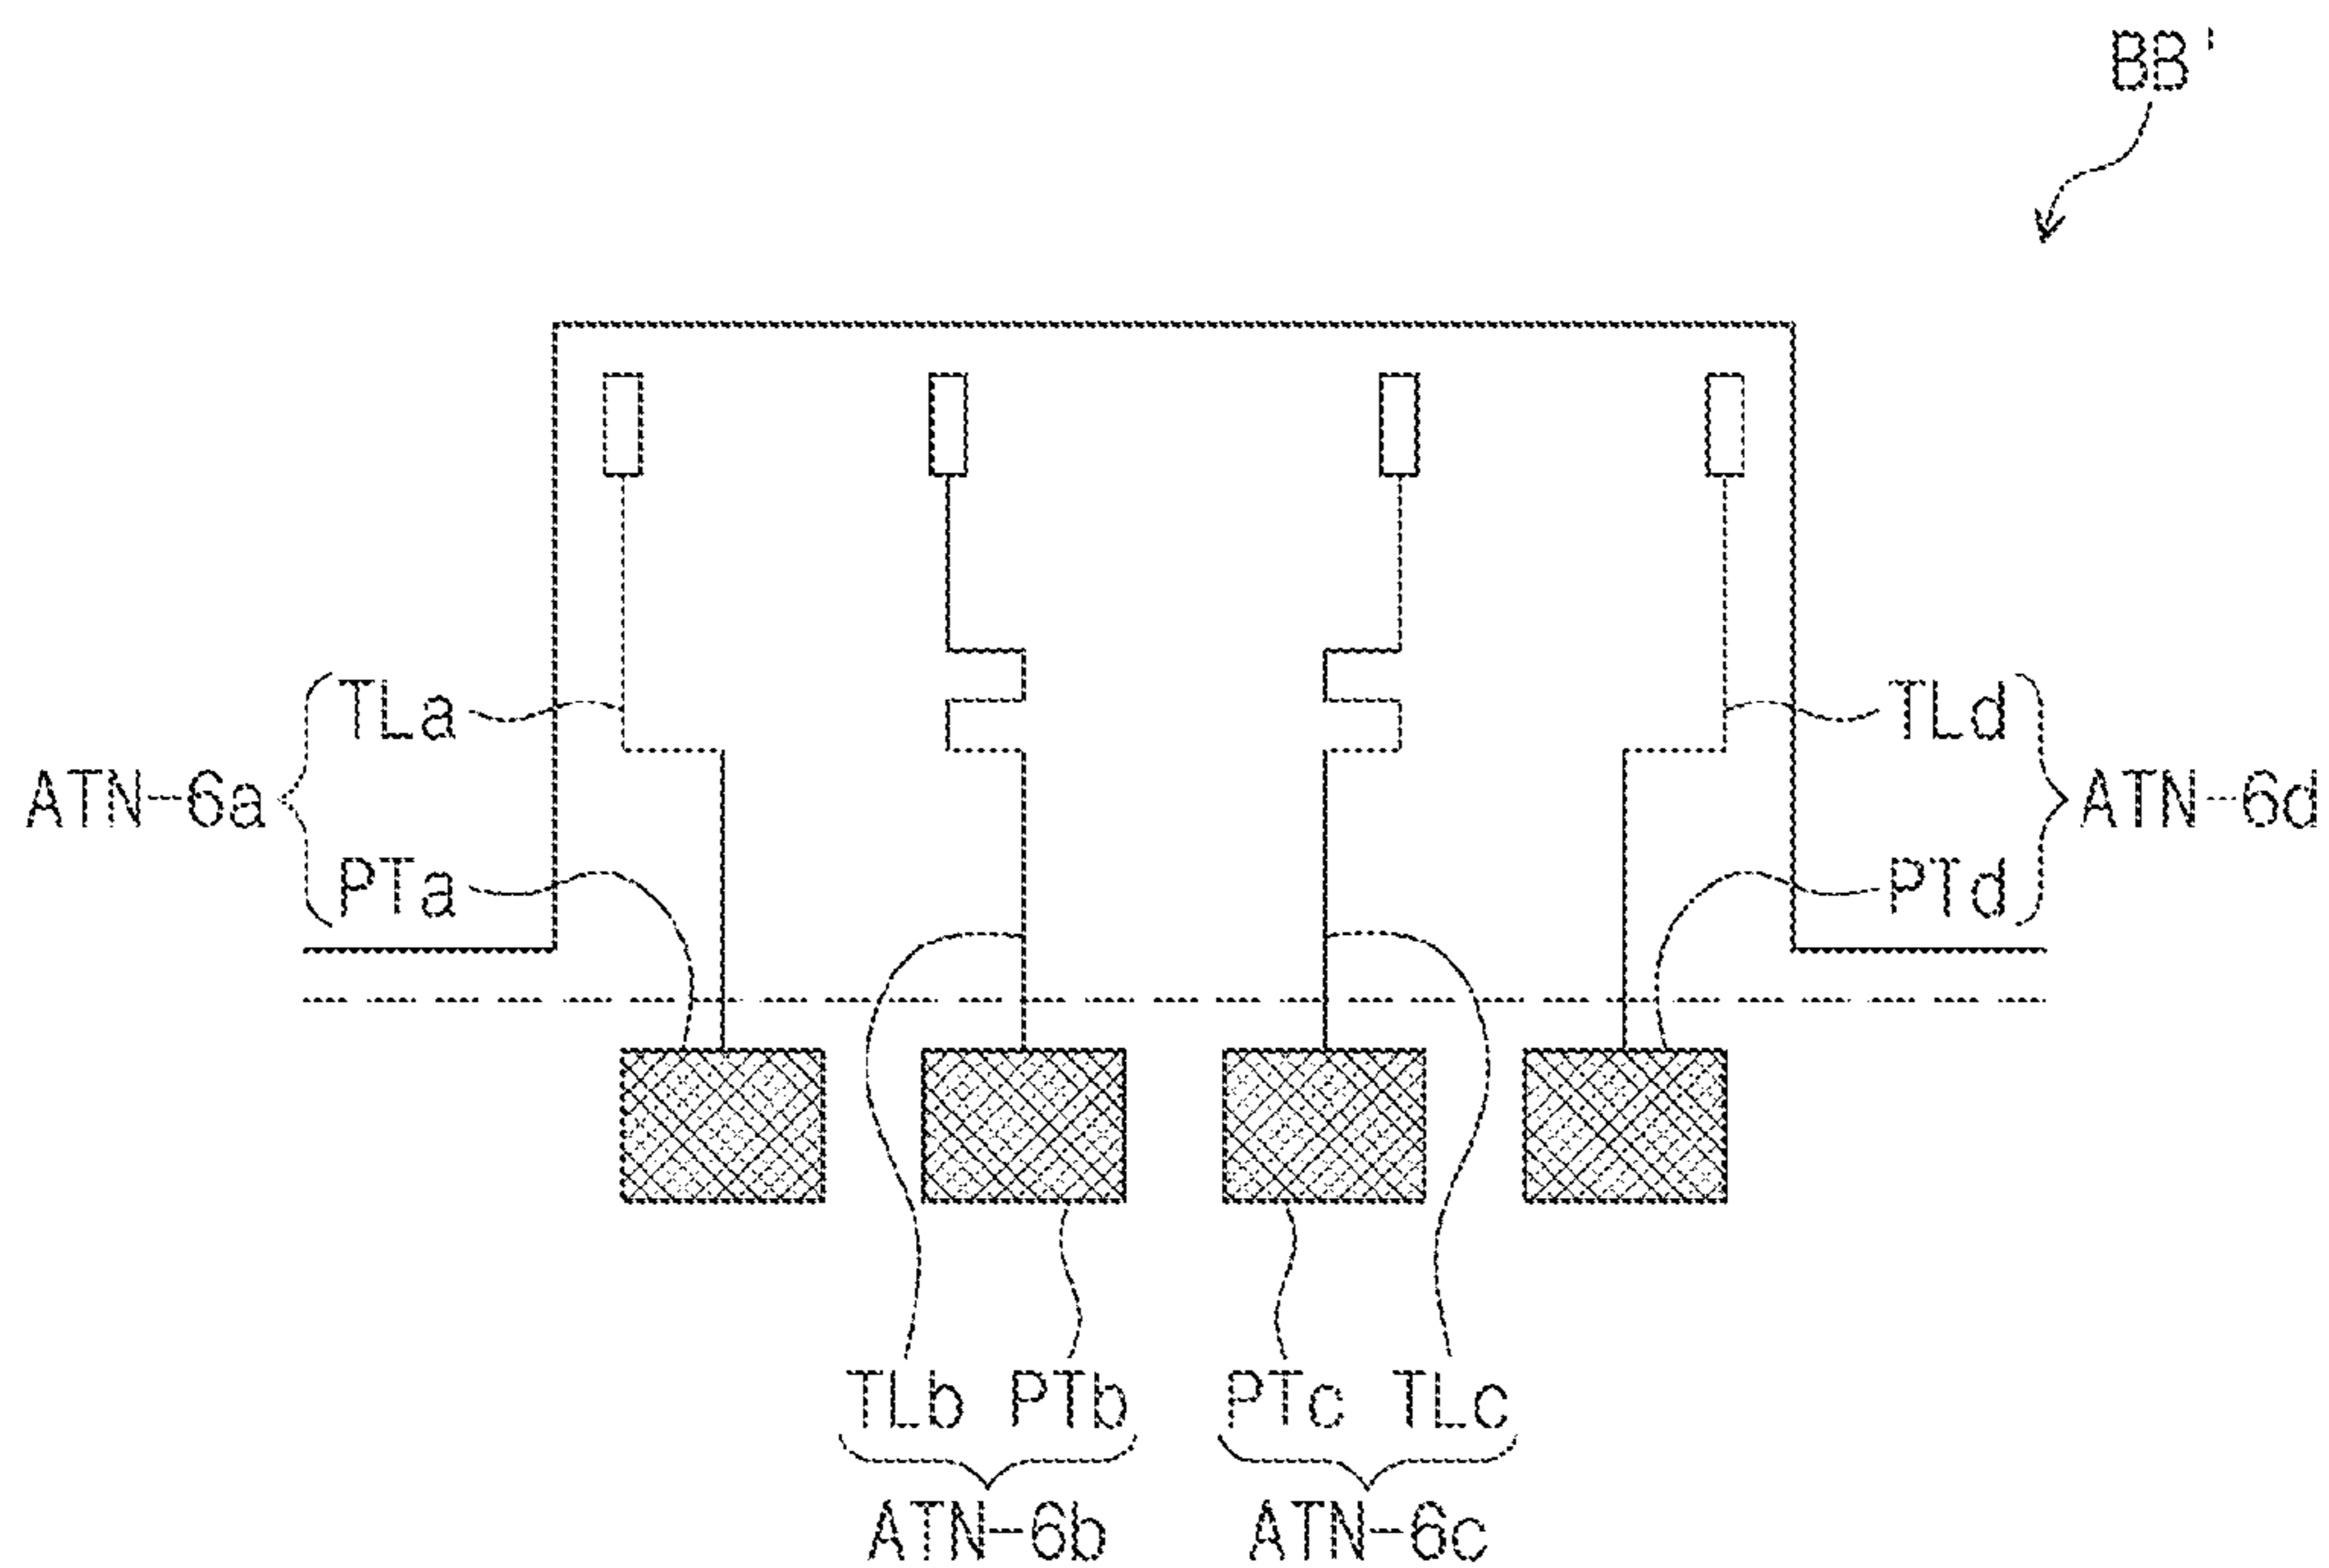 BB'
TLa
TLd
ATN-6a
ATN-6d
PTa
PTd
TLb PTb PTc TLc
ATN-6b ATN-6c